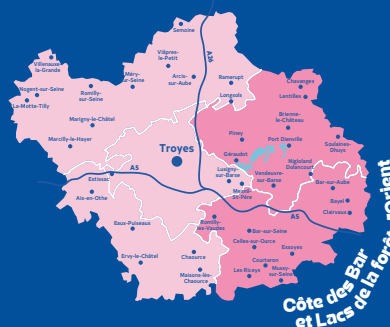 Semoine
A26
Villenauxe
la-Grande
Viâpres-
le-Petit
Méry-
sur-Seine
Arcis-
sur-Aube
Ramerupt
Chavanges
Nogent-sur-Seine
Romilly-
sur-Seine
Longsols
Lentilles
La-Motte-Tilly
Marigny-le-Châtel
Brienne-
le-Château
Marcilly-le-Hayer
Piney
Port Dienville
Soulaines-
Dhuys
Troyes
Géraudot
Nigloland
Dolancourt
A5
Lusigny-
sur-Barse
Vendeuvre-
sur-Barse
Estissac
Bar-sur-Aube
Mesnil-
St-Père
Aix-en-Othe
Bayel
Rumilly-
les-Vaudes
A5
Clairvaux
Eaux-Puiseaux
Bar-sur-Seine
Celles-sur-Ource
Essoyes
Ervy-le-Châtel
Chaource
Courteron
Maisons-lès-
Chaource
Les Riceys
Mussy-
sur-Seine
Côte des Bar
et Lacs de la forêt
orient